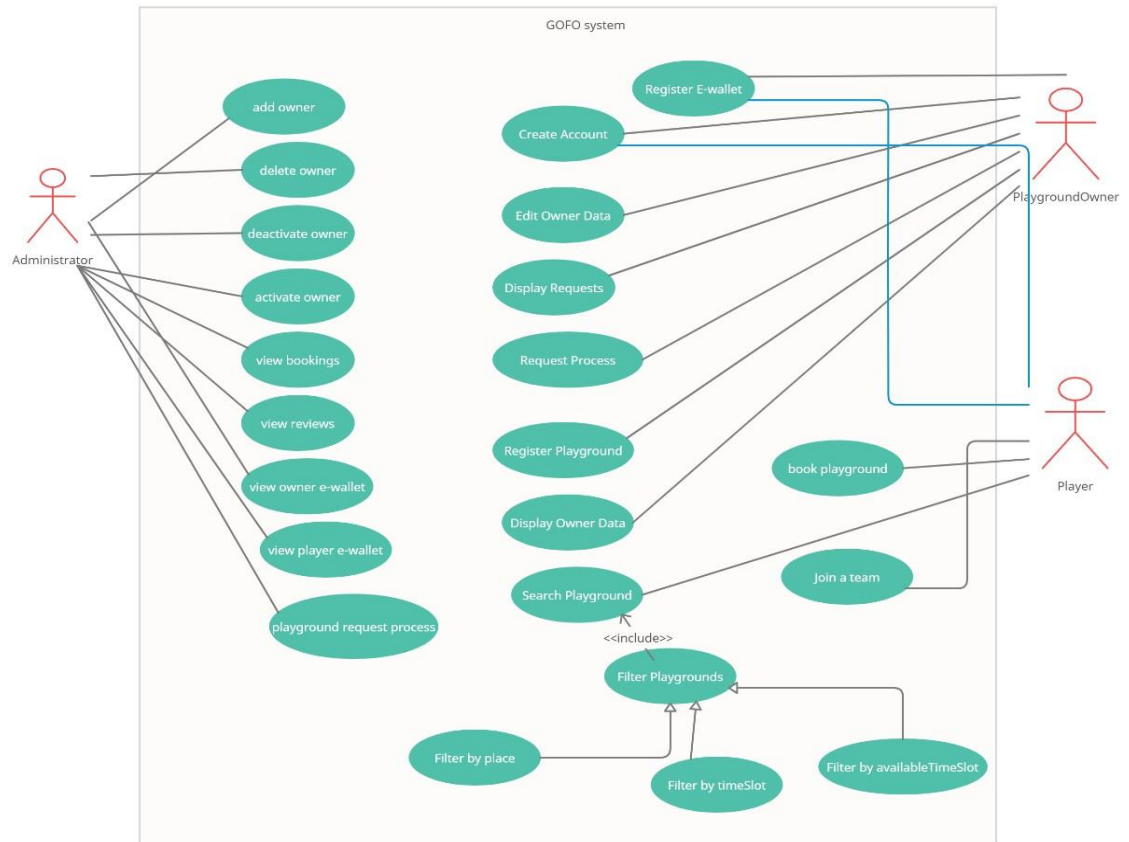 GOFO system
Register E-wallet
add owner
Create Account
delete owner
PlaygroundOwner
Edit Owner Data
deactivate owner
Administrator
Display Requests
activate owner
view bookings
Request Process
view reviews
Register Playground
book playground
Player
view owner e-wallet
Display Owner Data
view player e-wallet
Join a team
Search Playground
playground request process
<<include>>
Filter Playgrounds
Filter by place
Filter by availableTimeSlot
Filter by timeSlot